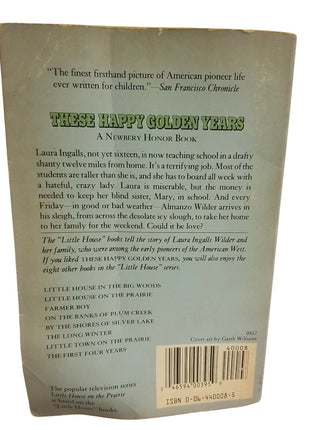 "The finest firsthand picture of American pioneer life
ever written for children."—San Francisco Chronicle
THESE HAPPY GOLDEN YEARS
A NEWBERY HONOR BOOK
Laura Ingalls, not yet sixteen, is now teaching school in a drafty
shanty twelve miles from home. It's a terrifying job. Most of the
students are taller than she is, and she has to board all week with
a hateful, crazy lady. Laura is miserable, but the money is
needed to keep her blind sister, Mary, in school. And every
Friday—in good or bad weather—Almanzo Wilder arrives in
his sleigh, from across the desolate icy slough, to take her home
to her family for the weekend. Could it be love?
The "Little House" books tell the story of Laura Ingalls Wilder and
her family, who were among the early pioneers of the American West.
If you liked THESE HAPPY GOLDEN YEARS, you will also enjoy the
eight other books in the "Little House" series.
LITTLE HOUSE IN THE BIG WOODS
LITTLE HOUSE ON THE PRAIRIE
FARMER BOY
ON THE BANKS OF PLUM CREEK
BY THE SHORES OF SILVER LAKE
THE LONG WINTER
LITTLE TOWN ON THE PRAIRIE
THE FIRST FOUR YEARS
0812
Cover art by Garth Williams
40008
The popular television series
Little House on the Prairie
is based on the
"Little House" books
0 46594 00395
ISBN 0-06-440008-5